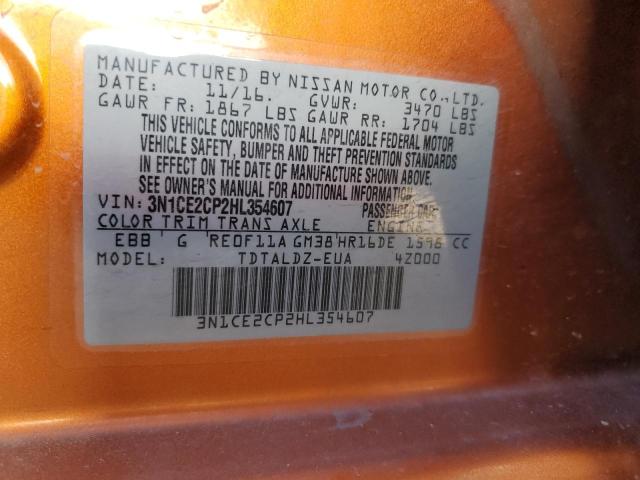 MANUFACTURED BY NISSAN MOTOR CO., LTD.
DATE: 11/16. GVWR: 3470 LBS
GAWR FR: 1867 LBS GAWR RR: 1704 LBS
THIS VEHICLE CONFORMS TO ALL APPLICABLE FEDERAL MOTOR
VEHICLE SAFETY, BUMPER AND THEFT PREVENTION STANDARDS
IN EFFECT ON THE DATE OF MANUFACTURE SHOWN ABOVE.
SEE OWNER'S MANUAL FOR ADDITIONAL INFORMATION.
VIN: 3N1CE2CP2HL354607 PASSENGER CAR
COLOR TRIM TRANS AXLE ENGINE
EBB G RE0F11A GM38 HR16DE 1598 CC
MODEL: TDTALDZ-EUA 4Z000
3N1CE2CP2HL354607